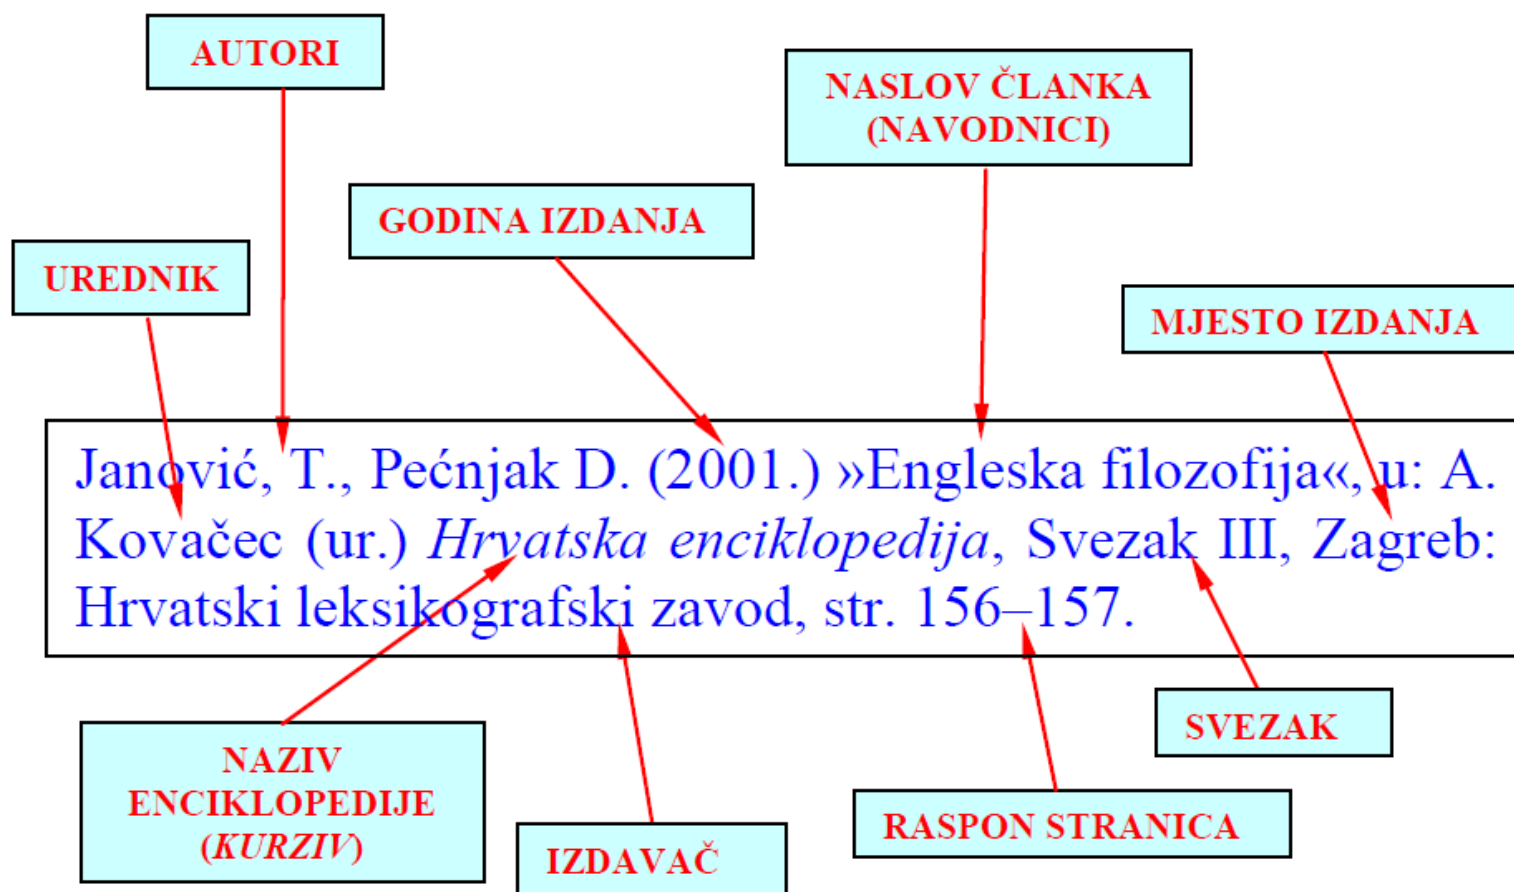 AUTORI
NASLOV ČLANKA
(NAVODNICI)
GODINA IZDANJA
UREDNIK
MJESTO IZDANJA
Janović, T., Pećnjak D. (2001.) »Engleska filozofija«, u: A.
Kovačec (ur.) Hrvatska enciklopedija, Svezak III, Zagreb:
Hrvatski leksikografski zavod, str. 156–157.
SVEZAK
NAZIV
ENCIKLOPEDIJE
(KURZIV)
RASPON STRANICA
IZDAVAČ